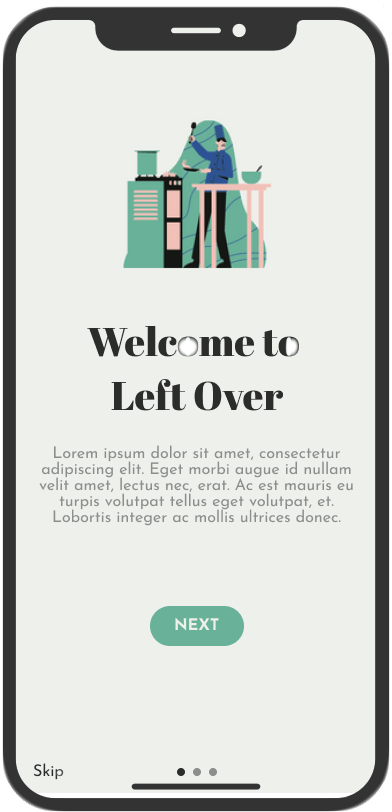 Welcome to
Left Over
Lorem ipsum dolor sit amet, consectetur
adipiscing elit. Eget morbi augue id nullam
velit amet, lectus nec, erat. Ac est mauris eu
turpis volutpat tellus eget volutpat, et.
Lobortis integer ac mollis ultrices donec.
NEXT
Skip